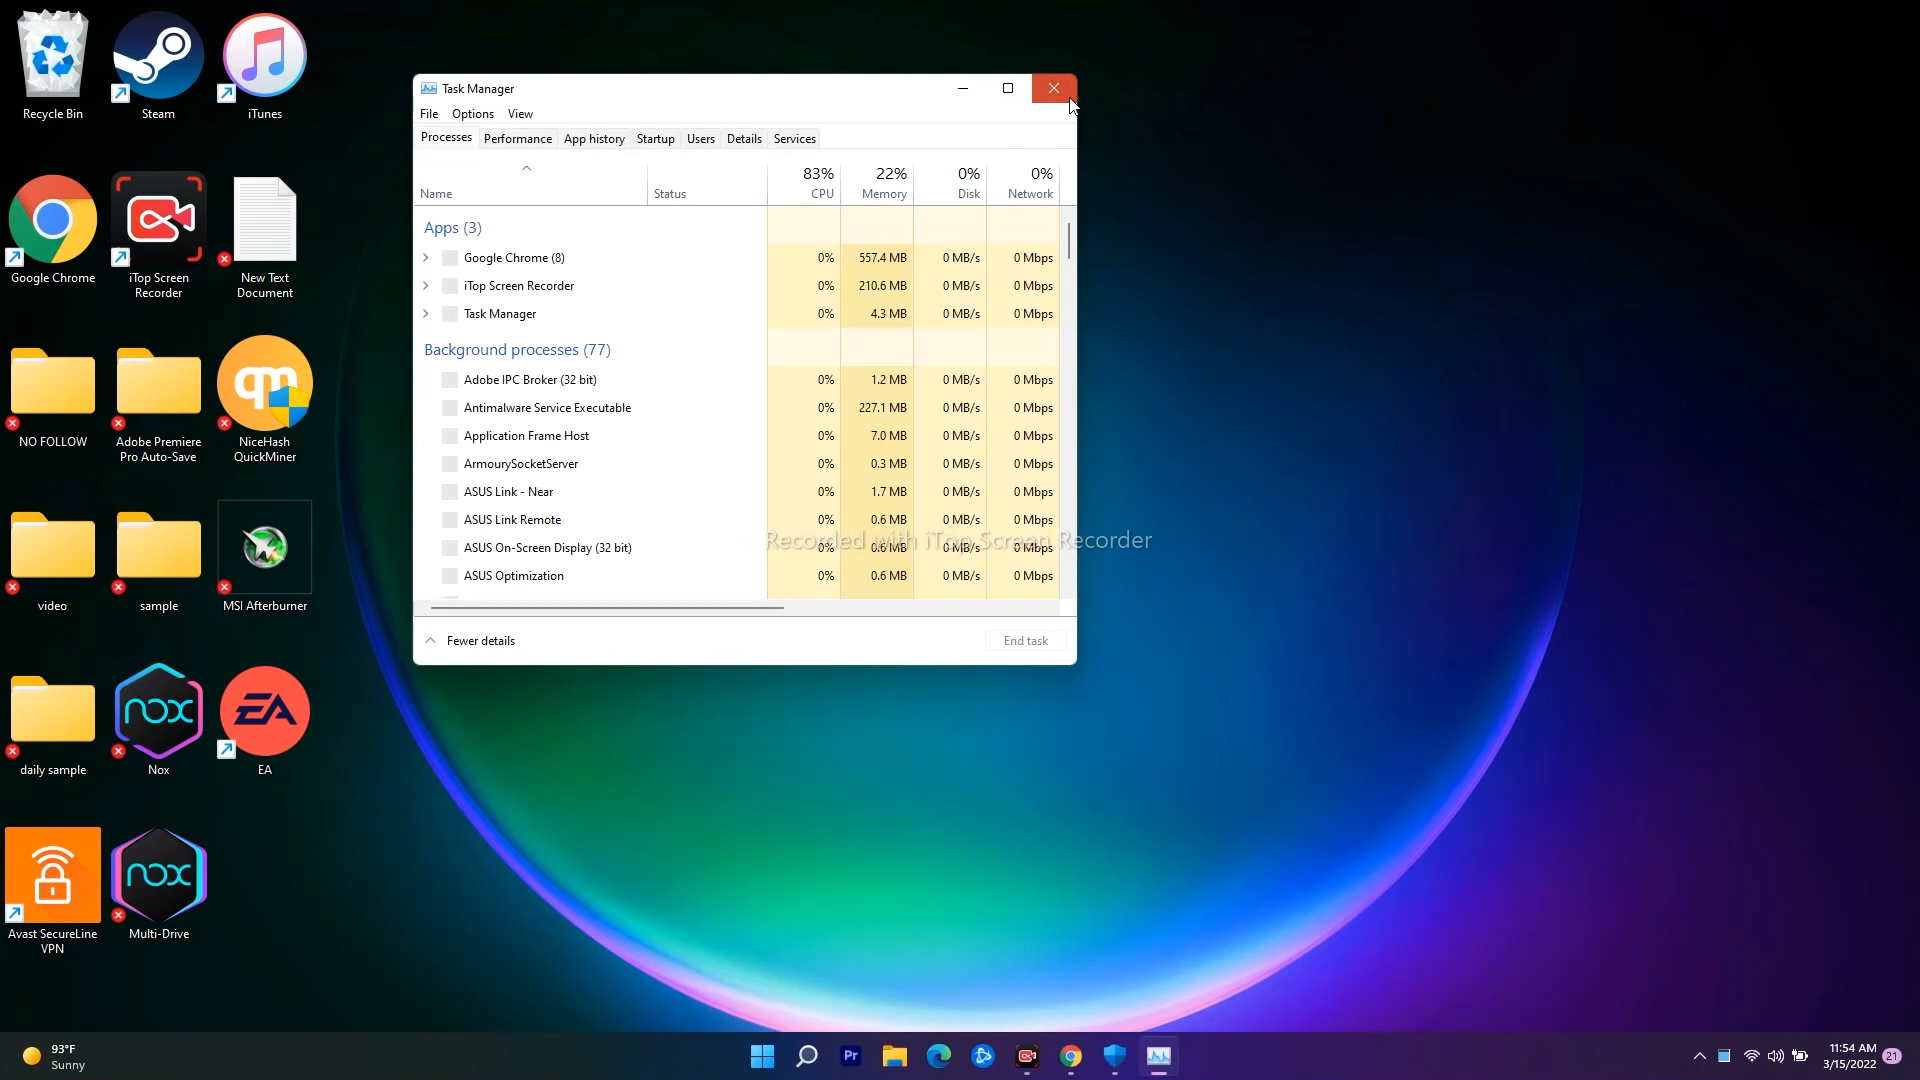 Recycle Bin
Steam
iTunes
Google Chrome
iTop Screen
Recorder
New Text
Document
NO FOLLOW
Adobe Premiere
Pro Auto-Save
qm
NiceHash
QuickMiner
video
sample
MSI Afterburner
daily sample
nox
Nox
EA
EA
Avast SecureLine
VPN
nox
Multi-Drive
Task Manager
File Options View
Processes Performance App history Startup Users Details Services
83% 22% 0% 0%
Name Status CPU Memory Disk Network
Apps (3)
Google Chrome (8) 0% 557.4 MB 0 MB/s 0 Mbps
iTop Screen Recorder 0% 210.6 MB 0 MB/s 0 Mbps
Task Manager 0% 4.3 MB 0 MB/s 0 Mbps
Background processes (77)
Adobe IPC Broker (32 bit) 0% 1.2 MB 0 MB/s 0 Mbps
Antimalware Service Executable 0% 227.1 MB 0 MB/s 0 Mbps
Application Frame Host 0% 7.0 MB 0 MB/s 0 Mbps
ArmourySocketServer 0% 0.3 MB 0 MB/s 0 Mbps
ASUS Link - Near 0% 1.7 MB 0 MB/s 0 Mbps
ASUS Link Remote 0% 0.6 MB 0 MB/s 0 Mbps
Recorded with iTop Screen Recorder
ASUS On-Screen Display (32 bit) 0% 0.6 MB 0 MB/s 0 Mbps
ASUS Optimization 0% 0.6 MB 0 MB/s 0 Mbps
Fewer details End task
93°F
Sunny
Pr
11:54 AM
3/15/2022
21